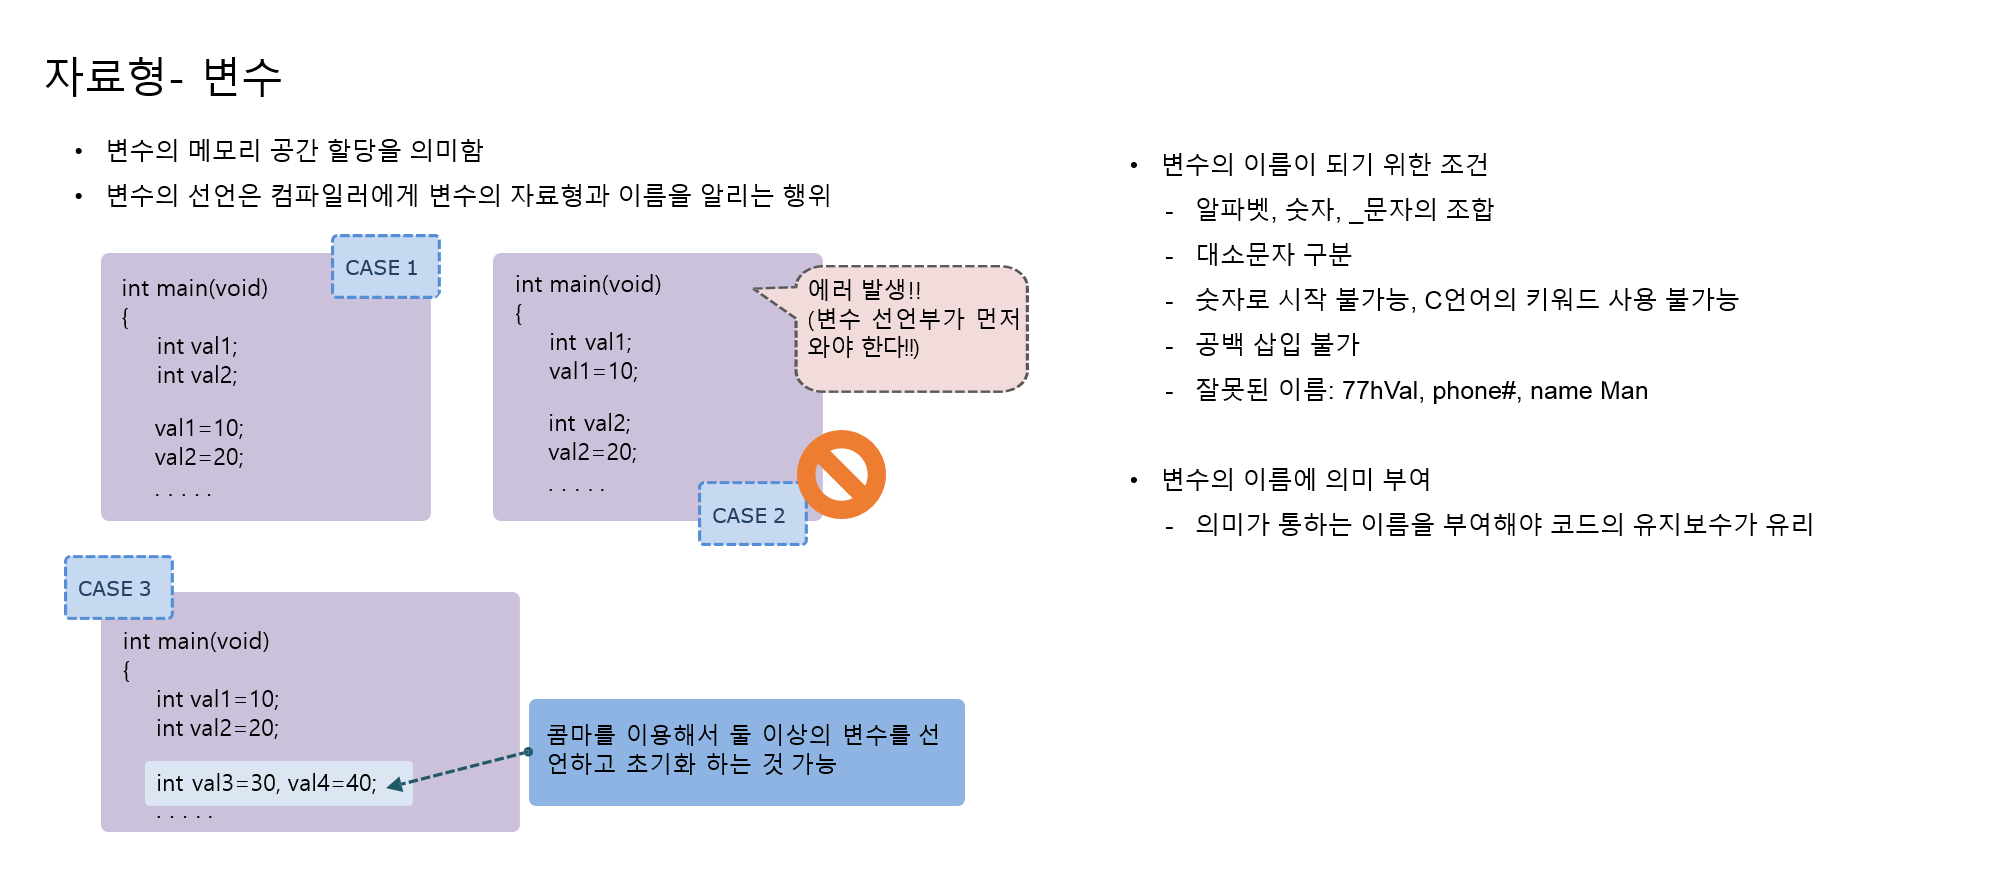 자료형- 변수
• 변수의 메모리 공간 할당을 의미함
• 변수의 선언은 컴파일러에게 변수의 자료형과 이름을 알리는 행위
CASE 1
int main(void)
{
int val1;
int val2;
val1=10;
val2=20;
. . . . .
int main(void)
{
int val1;
val1=10;
int val2;
val2=20;
. . . . .
CASE 2
에러 발생!!
(변수 선언부가 먼저
와야 한다!!)
CASE 3
int main(void)
{
int val1=10;
int val2=20;
int val3=30, val4=40;
. . . . .
콤마를 이용해서 둘 이상의 변수를 선
언하고 초기화 하는 것 가능
• 변수의 이름이 되기 위한 조건
- 알파벳, 숫자, _문자의 조합
- 대소문자 구분
- 숫자로 시작 불가능, C언어의 키워드 사용 불가능
- 공백 삽입 불가
- 잘못된 이름: 77hVal, phone#, name Man
• 변수의 이름에 의미 부여
- 의미가 통하는 이름을 부여해야 코드의 유지보수가 유리